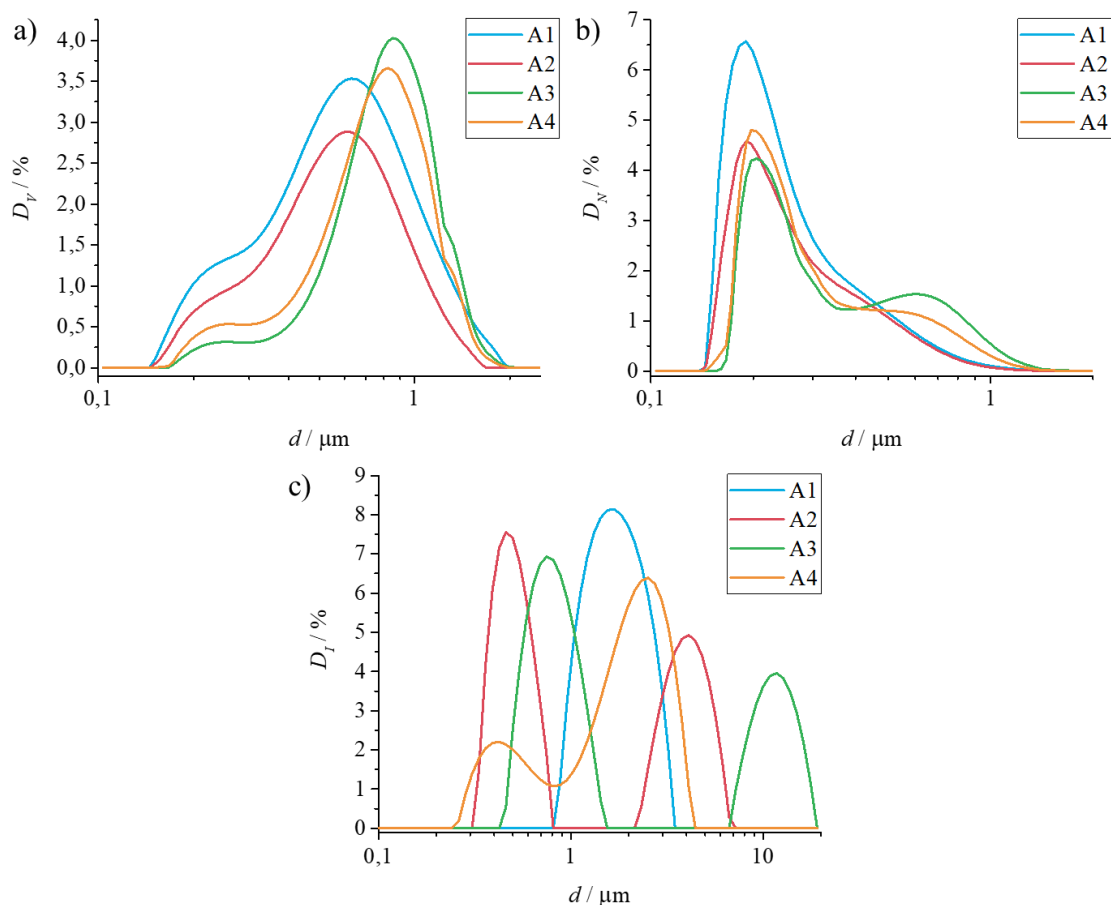 a)
4,0
3,5
3,0
2,5
2,0
1,5
1,0
0,5
0,0
D_V / %
0,1
1
d / μm
A1
A2
A3
A4
b)
7
6
5
4
3
2
1
0
D_N / %
0,1
1
d / μm
A1
A2
A3
A4
c)
9
8
7
6
5
4
3
2
1
0
D_I / %
0,1
1
10
d / μm
A1
A2
A3
A4